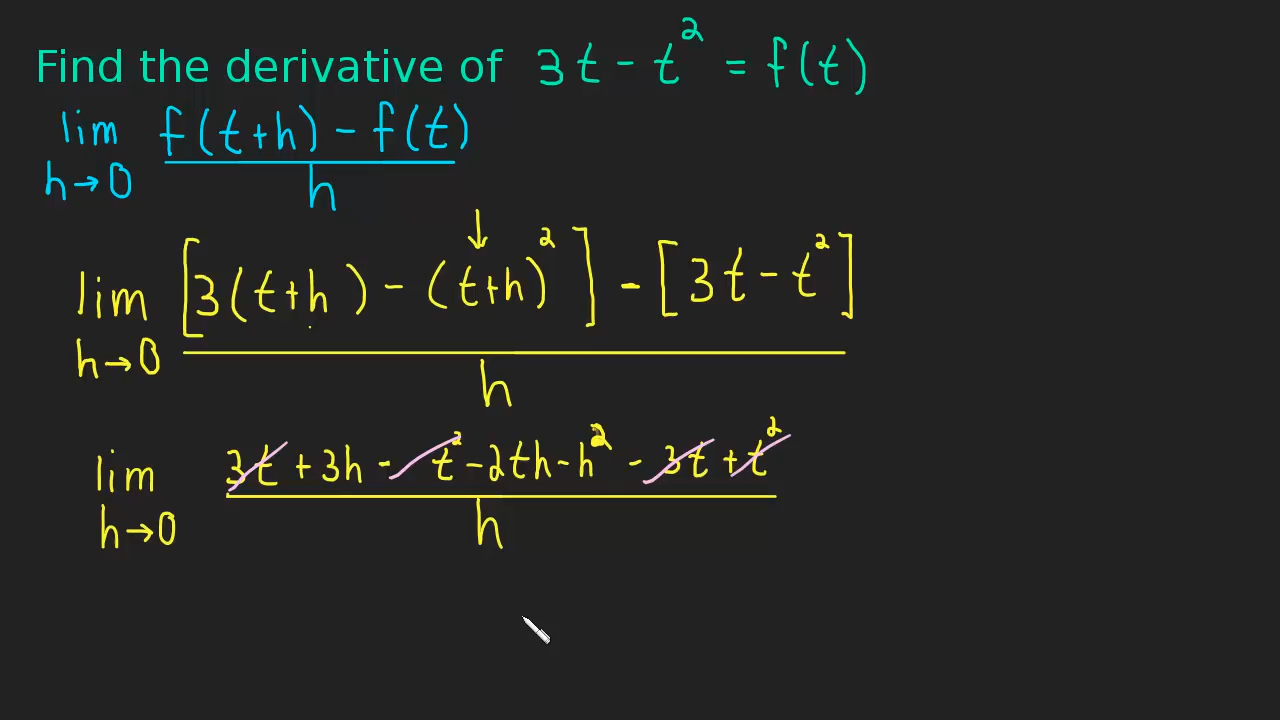 Find the derivative of 3t - t² = f(t)
lim f(t+h) - f(t)
h→0 h
lim [3(t+h) - (t+h)²] - [3t - t²]
h→0 h
lim 3t + 3h - t² - 2th - h² - 3t + t²
h→0 h